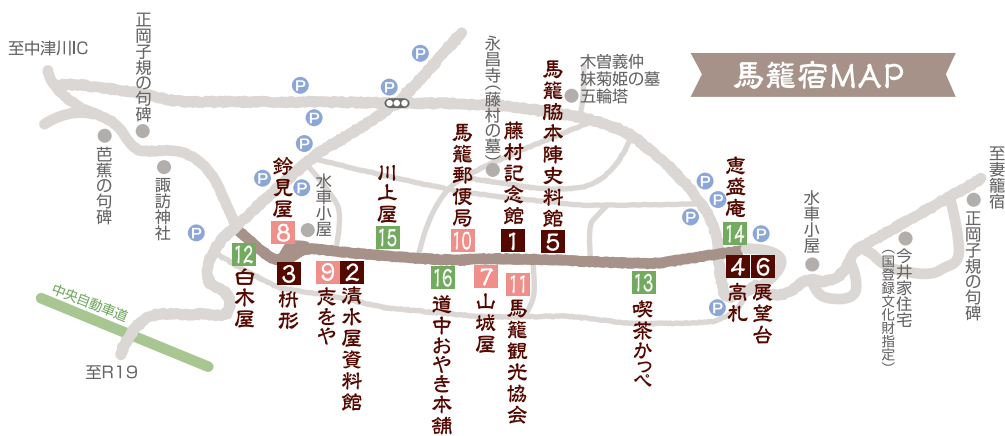 馬籠宿MAP
至中津川IC
正岡子規の句碑
芭蕉の句碑
諏訪神社
中央自動車道
至R19
P
P
P
P
P
P
P
P
P
P
P
P
P
12
白木屋
鈴見屋
8
3
枡形
水車小屋
9
志をや
2
清水屋資料館
川上屋
15
16
道中おやき本舗
馬籠郵便局
10
7
山城屋
永昌寺(藤村の墓)
藤村記念館
1
11
馬籠観光協会
馬籠脇本陣史料館
5
木曽義仲
妹菊姫の墓
五輪塔
13
喫茶かっぺ
恵盛庵
14
4
高札
6
展望台
水車小屋
今井家住宅
(国登録文化財指定)
正岡子規の句碑
至妻籠宿